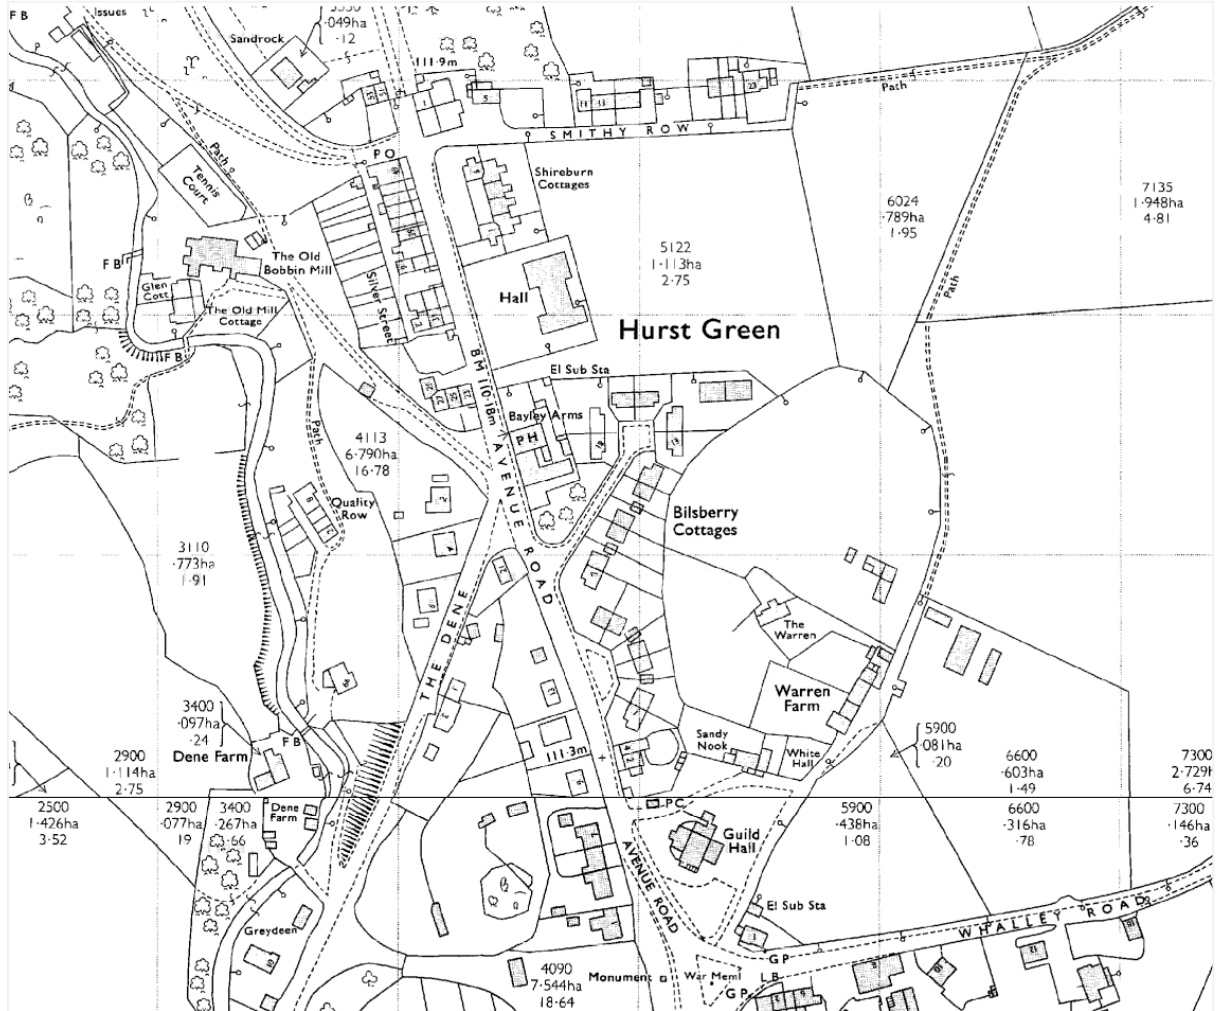 F B
Issues
Sandrock
·049ha
·12
111·9m
Path
SMITHY ROW
PO
Path
Tennis
Court
Shireburn
Cottages
6024
·789ha
1·95
7135
1·948ha
4·81
5122
1·113ha
2·75
The Old
Bobbin Mill
F B
Glen
Cott
The Old Mill
Cottage
Silver Street
Hall
Path
Hurst Green
F B
BM 110·18m
El Sub Sta
Bayley Arms
PH
4113
6·790ha
16·78
Path
Quality
Row
AVENUE ROAD
Bilsberry
Cottages
3110
·773ha
1·91
THE DENE
The
Warren
Warren
Farm
3400
·097ha
·24
F B
Dene Farm
111·3m
Sandy
Nook
White
Hall
5900
·081ha
·20
2900
1·114ha
2·75
6600
·603ha
1·49
7300
2·729h
6·74
2500
1·426ha
3·52
2900
·077ha
19
3400
·267ha
·66
Dene
Farm
PC
Guild
Hall
5900
·438ha
1·08
6600
·316ha
·78
7300
·146ha
·36
AVENUE ROAD
El Sub Sta
WHALLEY ROAD
Greydeen
GP
4090
7·544ha
18·64
Monument
War Meml
L B
GP